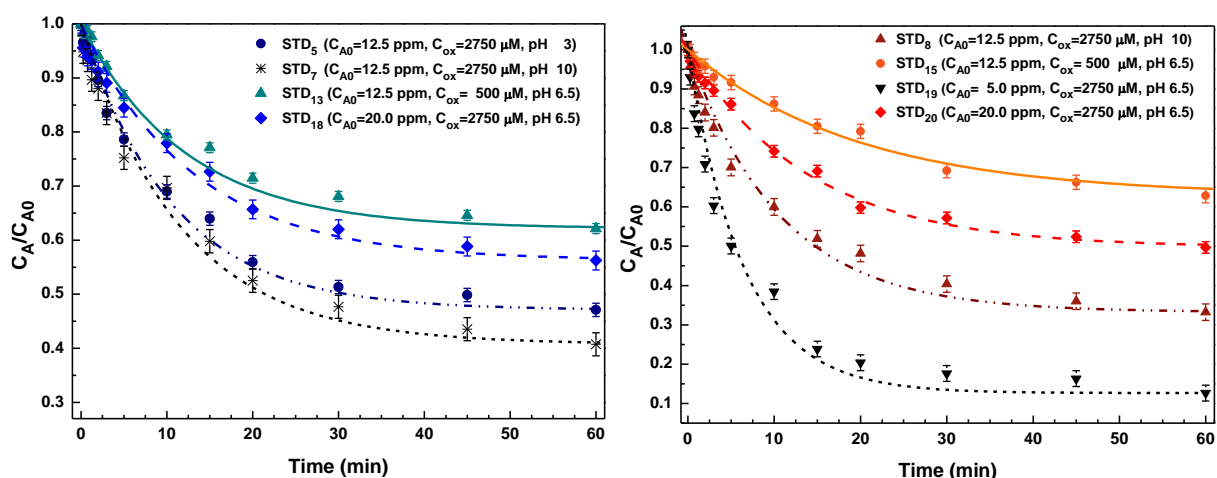 STD5 (CA0=12.5 ppm, Cox=2750 μM, pH 3)
STD7 (CA0=12.5 ppm, Cox=2750 μM, pH 10)
STD13 (CA0=12.5 ppm, Cox= 500 μM, pH 6.5)
STD18 (CA0=20.0 ppm, Cox=2750 μM, pH 6.5)
CA/CA0
1.0
0.9
0.8
0.7
0.6
0.5
0.4
0.3
0 10 20 30 40 50 60
Time (min)
STD8 (CA0=12.5 ppm, Cox=2750 μM, pH 10)
STD15 (CA0=12.5 ppm, Cox= 500 μM, pH 6.5)
STD19 (CA0= 5.0 ppm, Cox=2750 μM, pH 6.5)
STD20 (CA0=20.0 ppm, Cox=2750 μM, pH 6.5)
CA/CA0
1.0
0.9
0.8
0.7
0.6
0.5
0.4
0.3
0.2
0.1
0 10 20 30 40 50 60
Time (min)